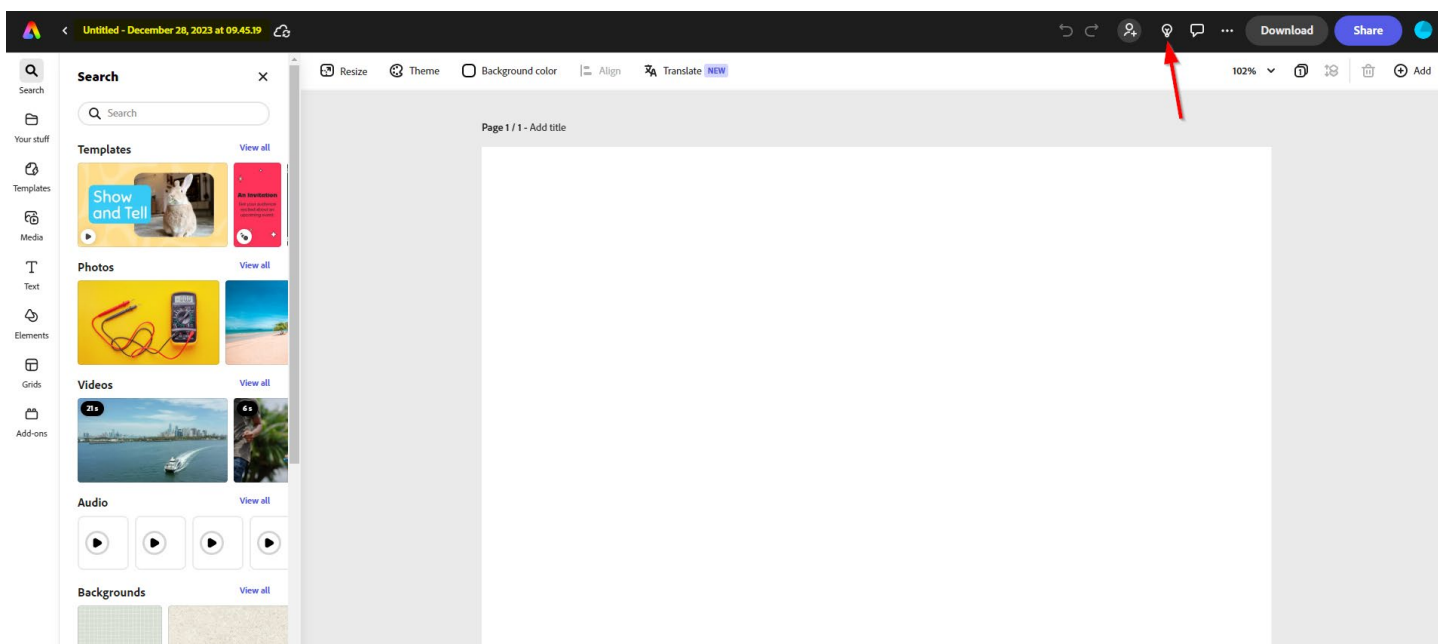 Untitled - December 28, 2023 at 09.45.19
Download
Share
Search
Your stuff
Templates
Media
Text
Elements
Grids
Add-ons
Search
Search
Templates View all
Show
and Tell
An Invitation
Photos View all
Videos View all
21 s
6 s
Audio View all
Backgrounds View all
Resize Theme Background color Align Translate NEW
102% 1 Add
Page 1 / 1 - Add title